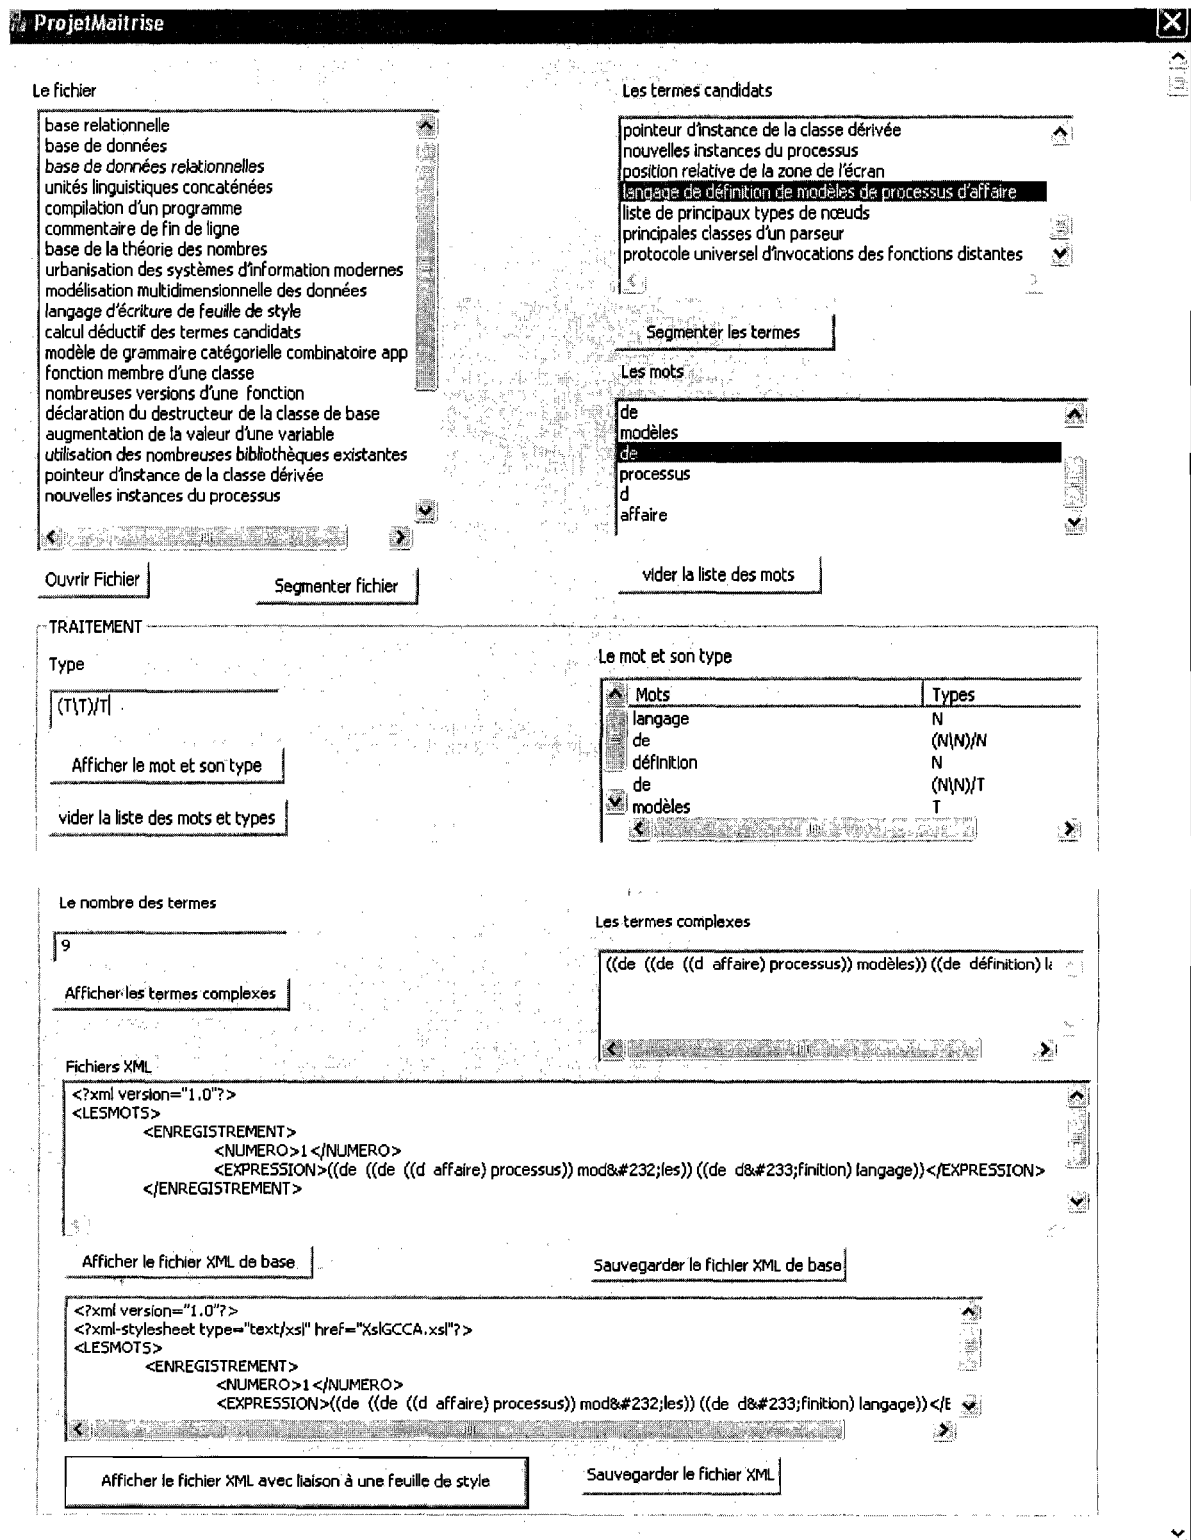 ProjetMaitrise
Le fichier
base relationnelle
base de données
base de données relationnelles
unités linguistiques concaténées
compilation d'un programme
commentaire de fin de ligne
base de la théorie des nombres
urbanisation des systèmes d'information modernes
modélisation multidimensionnelle des données
langage d'écriture de feuille de style
calcul déductif des termes candidats
modèle de grammaire catégorielle combinatoire app
fonction membre d'une classe
nombreuses versions d'une fonction
déclaration du destructeur de la classe de base
augmentation de la valeur d'une variable
utilisation des nombreuses bibliothèques existantes
pointeur d'instance de la classe dérivée
nouvelles instances du processus
Ouvrir Fichier
Segmenter fichier
Les termes candidats
pointeur d'instance de la classe dérivée
nouvelles instances du processus
position relative de la zone de l'écran
langage de définition de modèles de processus d'affaire
liste de principaux types de nœuds
principales classes d'un parseur
protocole universel d'invocations des fonctions distantes
Segmenter les termes
Les mots
de
modèles
de
processus
d
affaire
vider la liste des mots
TRAITEMENT
Type
(T\T)/T
Afficher le mot et son type
vider la liste des mots et types
Le mot et son type
Mots Types
langage N
de (N\N)/N
définition N
de (N\N)/T
modèles T
Le nombre des termes
9
Afficher les termes complexes
Les termes complexes
((de ((de ((d affaire) processus)) modèles)) ((de définition) la
Fichiers XML
<?xml version="1.0"?>
<LESMOTS>
<ENREGISTREMENT>
<NUMERO>1</NUMERO>
<EXPRESSION>((de ((de ((d affaire) processus)) mod&#232;les)) ((de d&#233;finition) langage))</EXPRESSION>
</ENREGISTREMENT>
Afficher le fichier XML de base
Sauvegarder le fichier XML de base
<?xml version="1.0"?>
<?xml-stylesheet type="text/xsl" href="XslGCCA.xsl"?>
<LESMOTS>
<ENREGISTREMENT>
<NUMERO>1</NUMERO>
<EXPRESSION>((de ((de ((d affaire) processus)) mod&#232;les)) ((de d&#233;finition) langage))</E
Afficher le fichier XML avec liaison à une feuille de style
Sauvegarder le fichier XML